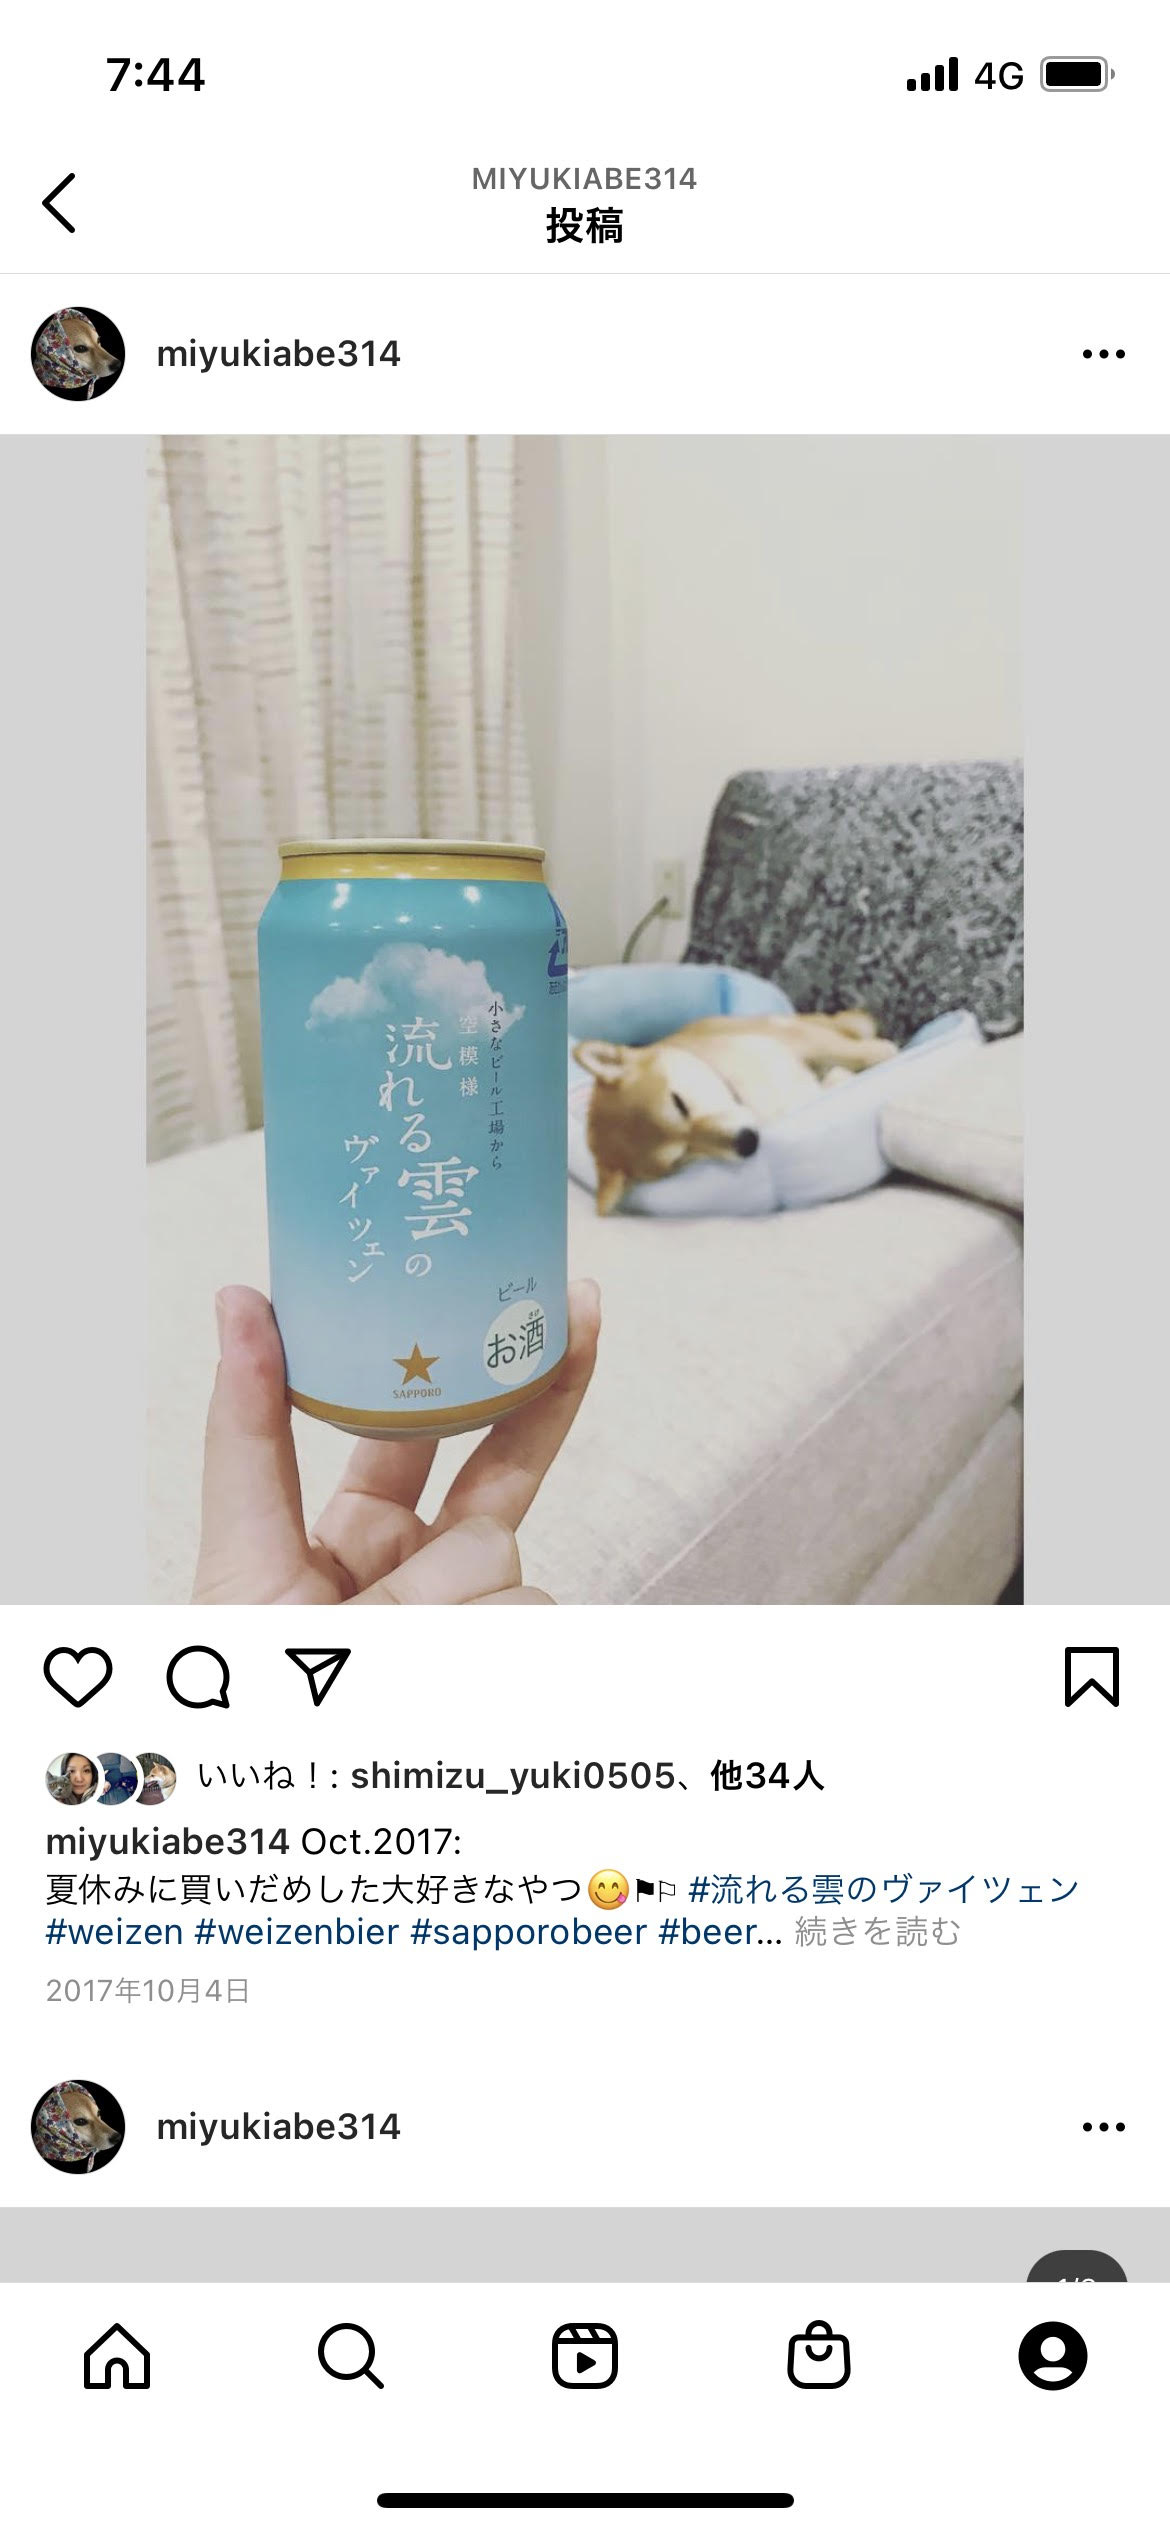 7:44
4G
MIYUKIABE314
投稿
miyukiabe314
小さなビール工場から
空模様
流れる雲の
ヴァイツェン
ビール
さけ
お酒
SAPPORO
いいね！: shimizu_yuki0505、他34人
miyukiabe314 Oct.2017:
夏休みに買いだめした大好きなやつ😋⚑⚐ #流れる雲のヴァイツェン
#weizen #weizenbier #sapporobeer #beer... 続きを読む
2017年10月4日
miyukiabe314